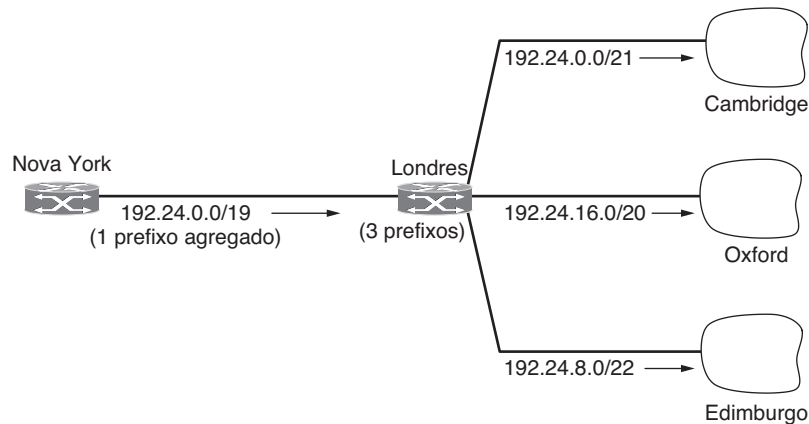 192.24.0.0/21
Cambridge
Nova York
Londres
192.24.0.0/19
(1 prefixo agregado)
(3 prefixos)
192.24.16.0/20
Oxford
192.24.8.0/22
Edimburgo